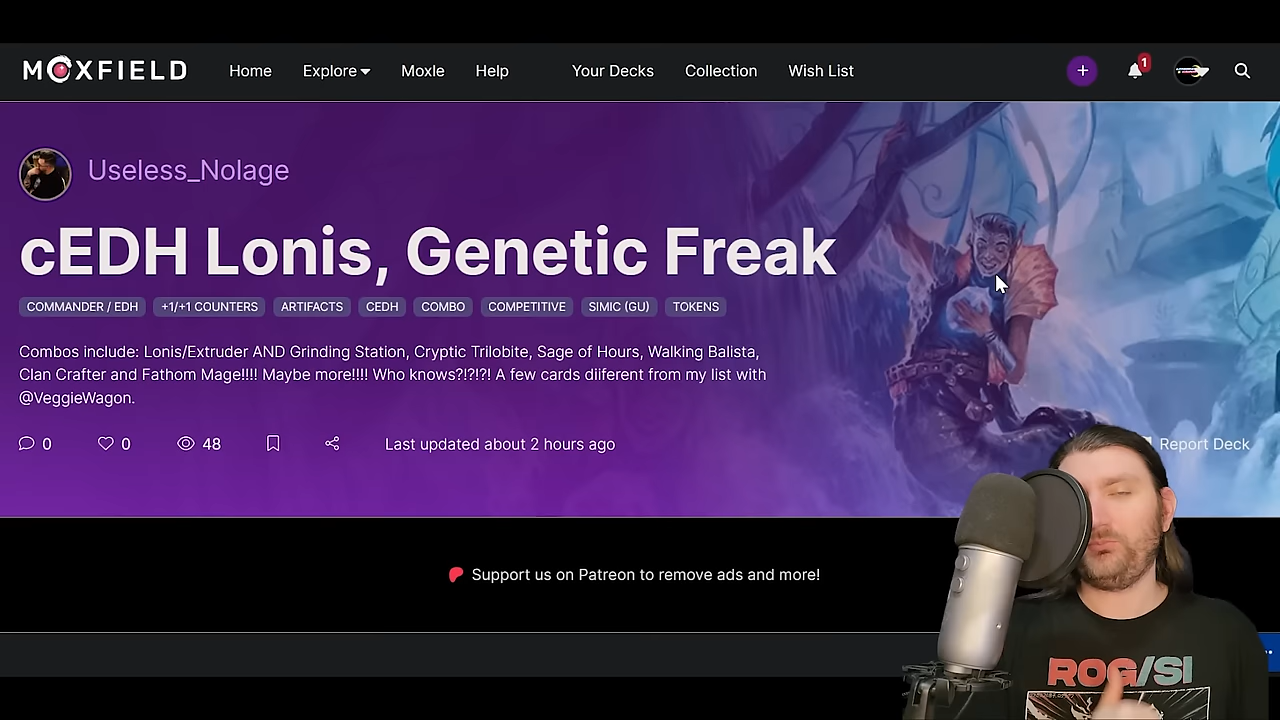 MOXFIELD Home Explore Moxle Help Your Decks Collection Wish List + 1
Useless_Nolage
cEDH Lonis, Genetic Freak
COMMANDER / EDH +1/+1 COUNTERS ARTIFACTS CEDH COMBO COMPETITIVE SIMIC (GU) TOKENS
Combos include: Lonis/Extruder AND Grinding Station, Cryptic Trilobite, Sage of Hours, Walking Balista,
Clan Crafter and Fathom Mage!!!! Maybe more!!!! Who knows?!?!?! A few cards diiferent from my list with
@VeggieWagon.
0 0 48 Last updated about 2 hours ago Report Deck
Support us on Patreon to remove ads and more!
ROG/SI